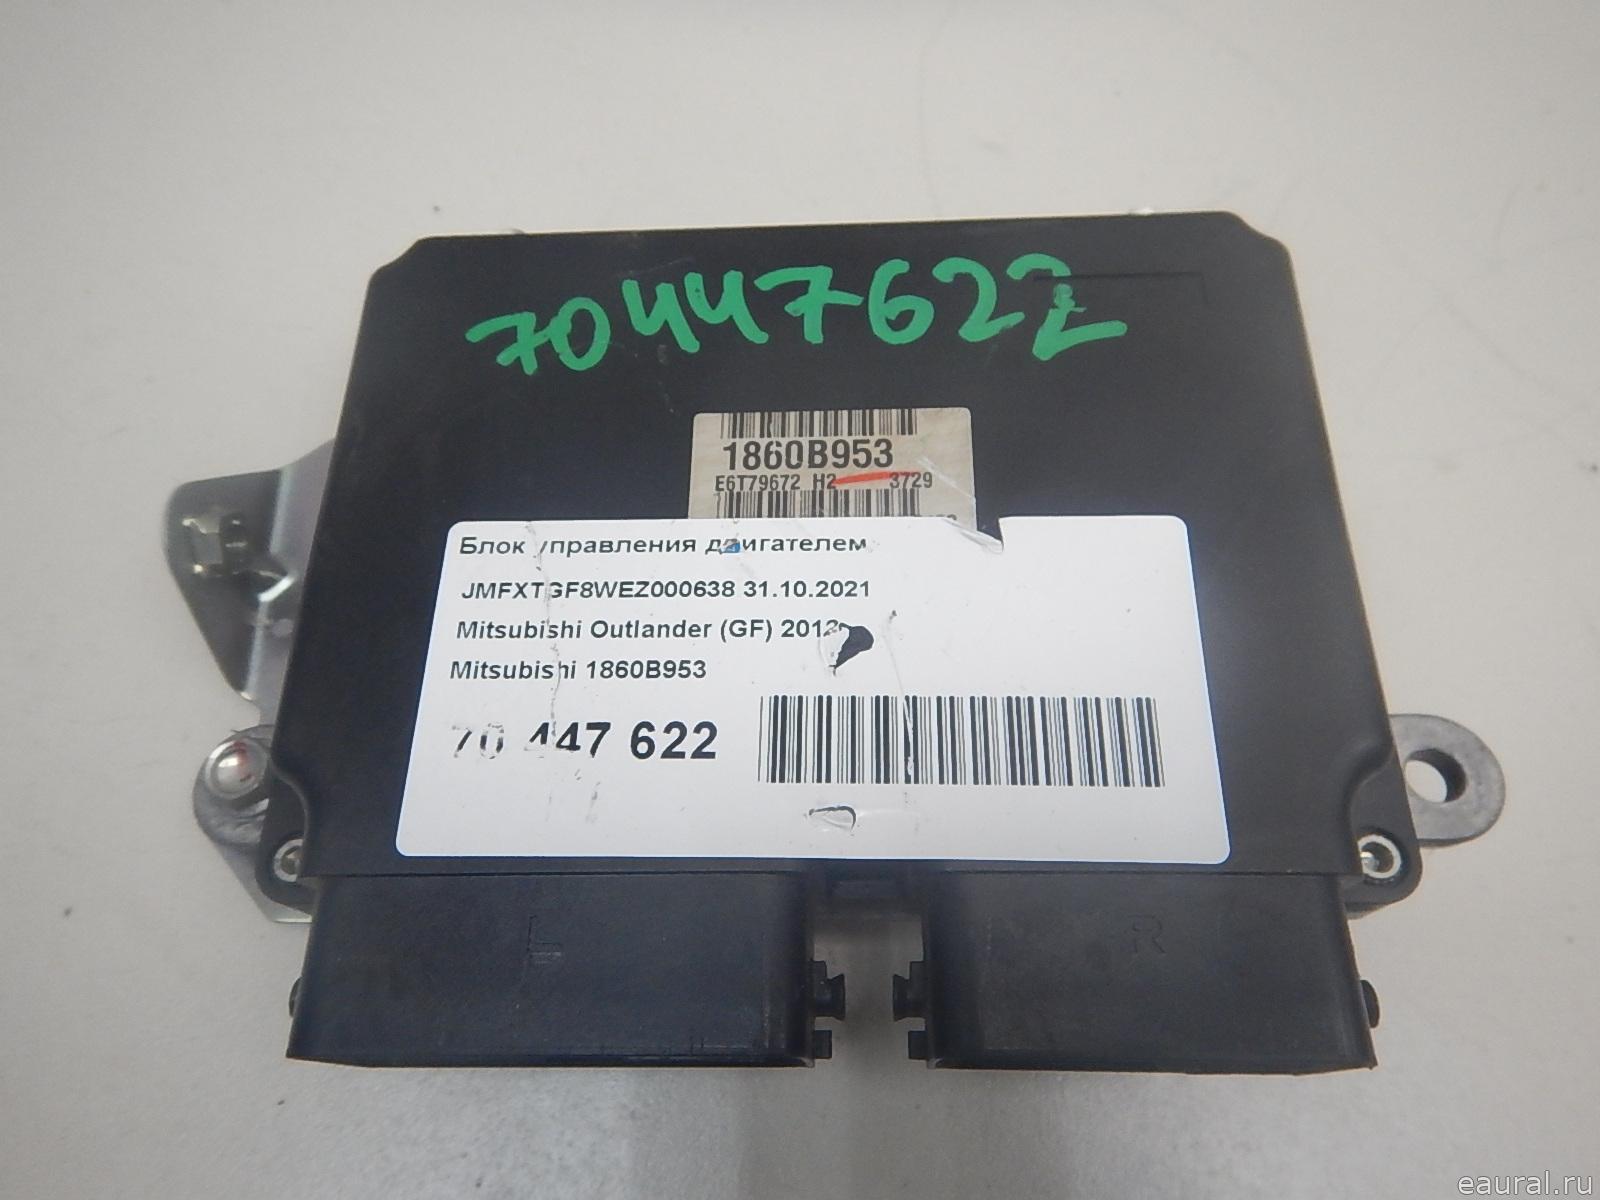 70447622
1860B953
E6T79672 H2 3729
Блок управления двигателем
JMFXTGF8WEZ000638 31.10.2021
Mitsubishi Outlander (GF) 2012>
Mitsubishi 1860B953
70 447 622
L R
eaural.ru